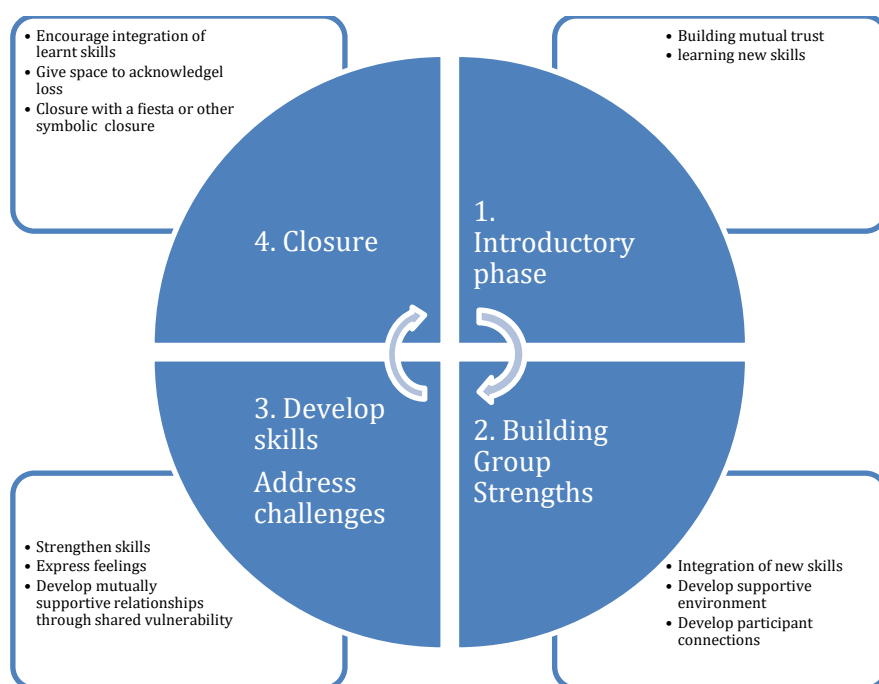 • Encourage integration of
learnt skills
• Give space to acknowledgel
loss
• Closure with a fiesta or other
symbolic closure
• Building mutual trust
• learning new skills
4. Closure
1.
Introductory
phase
3. Develop
skills
Address
challenges
2. Building
Group
Strengths
• Strengthen skills
• Express feelings
• Develop mutually
supportive relationships
through shared vulnerability
• Integration of new skills
• Develop supportive
environment
• Develop participant
connections